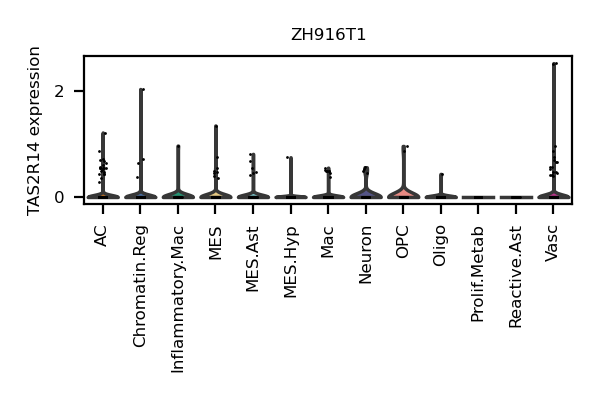 ZH916T1
TAS2R14 expression
2
0
AC
Chromatin.Reg
Inflammatory.Mac
MES
MES.Ast
MES.Hyp
Mac
Neuron
OPC
Oligo
Prolif.Metab
Reactive.Ast
Vasc